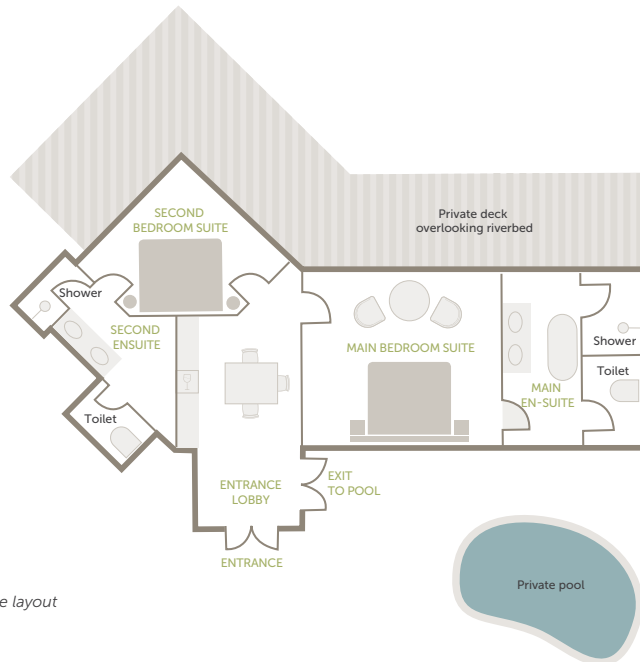 SECOND
BEDROOM SUITE
Private deck
overlooking riverbed
Shower
SECOND
ENSUITE
MAIN BEDROOM SUITE
Shower
Toilet
MAIN
EN-SUITE
Toilet
ENTRANCE
LOBBY
EXIT
TO POOL
ENTRANCE
Private pool
e layout